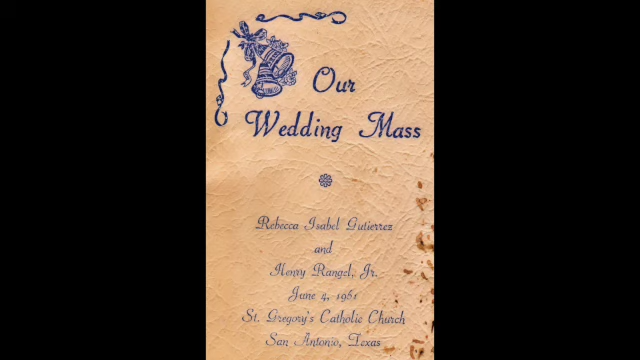 Our
Wedding Mass
Rebecca Isabel Gutierrez
and
Henry Rangel, Jr.
June 4, 1961
St. Gregory's Catholic Church
San Antonio, Texas